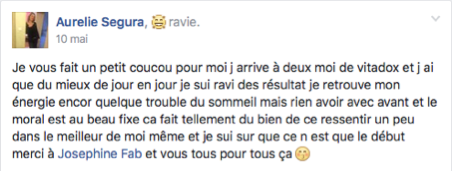 Aurelie Segura, 😹 ravie.
10 mai
Je vous fait un petit coucou pour moi j arrive à deux moi de vitadox et j ai
que du mieux de jour en jour je sui ravi des résultat je retrouve mon
énergie encor quelque trouble du sommeil mais rien avoir avec avant et le
moral est au beau fixe ca fait tellement du bien de ce ressentir un peu
dans le meilleur de moi même et je sui sur que ce n est que le début
merci à Josephine Fab et vous tous pour tous ça 😚